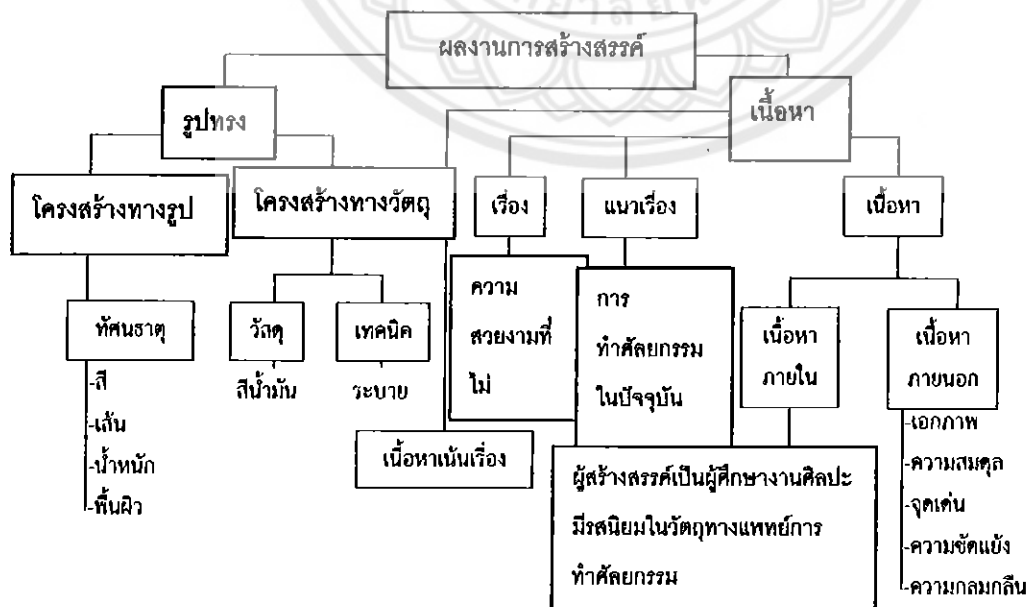 ผลงานการสร้างสรรค์
รูปทรง
เนื้อหา
โครงสร้างทางรูป
โครงสร้างทางวัตถุ
เรื่อง
แนวเรื่อง
เนื้อหา
ทัศนธาตุ
-สี
-เส้น
-น้ำหนัก
-พื้นผิว
วัสดุ
สีน้ำมัน
เทคนิค
ระบาย
เนื้อหาเน้นเรื่อง
ความ
สวยงามที่
ไม่
การ
ทำศัลยกรรม
ในปัจจุบัน
เนื้อหา
ภายใน
ผู้สร้างสรรค์เป็นผู้ศึกษางานศิลปะ
มีรสนิยมในวัตถุทางแพทย์การ
ทำศัลยกรรม
เนื้อหา
ภายนอก
-เอกภาพ
-ความสมดุล
-จุดเด่น
-ความขัดแย้ง
-ความกลมกลืน